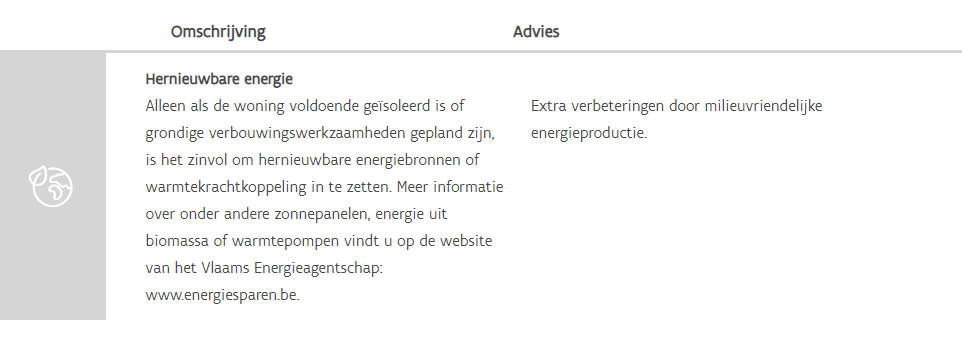 Omschrijving
Advies
Hernieuwbare energie
Alleen als de woning voldoende geïsoleerd is of
grondige verbouwingswerkzaamheden gepland zijn,
is het zinvol om hernieuwbare energiebronnen of
warmtekrachtkoppeling in te zetten. Meer informatie
over onder andere zonnepanelen, energie uit
biomassa of warmtepompen vindt u op de website
van het Vlaams Energieagentschap:
www.energiesparen.be.
Extra verbeteringen door milieuvriendelijke
energieproductie.